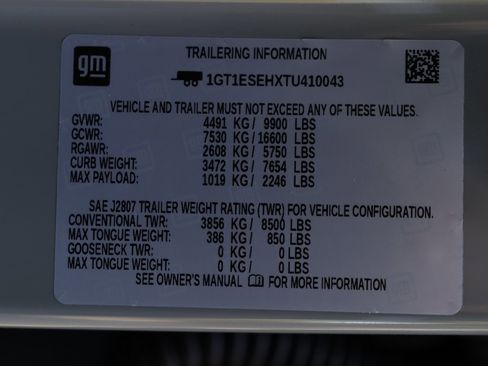 gm
TRAILERING INFORMATION
1GT1ESEHXTU410043
VEHICLE AND TRAILER MUST NOT EXCEED ANY OF THESE VALUES.
GVWR: 4491 KG/ 9900 LBS
GCWR: 7530 KG/ 16600 LBS
RGAWR: 2608 KG/ 5750 LBS
CURB WEIGHT: 3472 KG/ 7654 LBS
MAX PAYLOAD: 1019 KG/ 2246 LBS
SAE J2807 TRAILER WEIGHT RATING (TWR) FOR VEHICLE CONFIGURATION.
CONVENTIONAL TWR: 3856 KG/ 8500 LBS
MAX TONGUE WEIGHT: 386 KG/ 850 LBS
GOOSENECK TWR: 0 KG/ 0 LBS
MAX TONGUE WEIGHT: 0 KG/ 0 LBS
SEE OWNER'S MANUAL FOR MORE INFORMATION